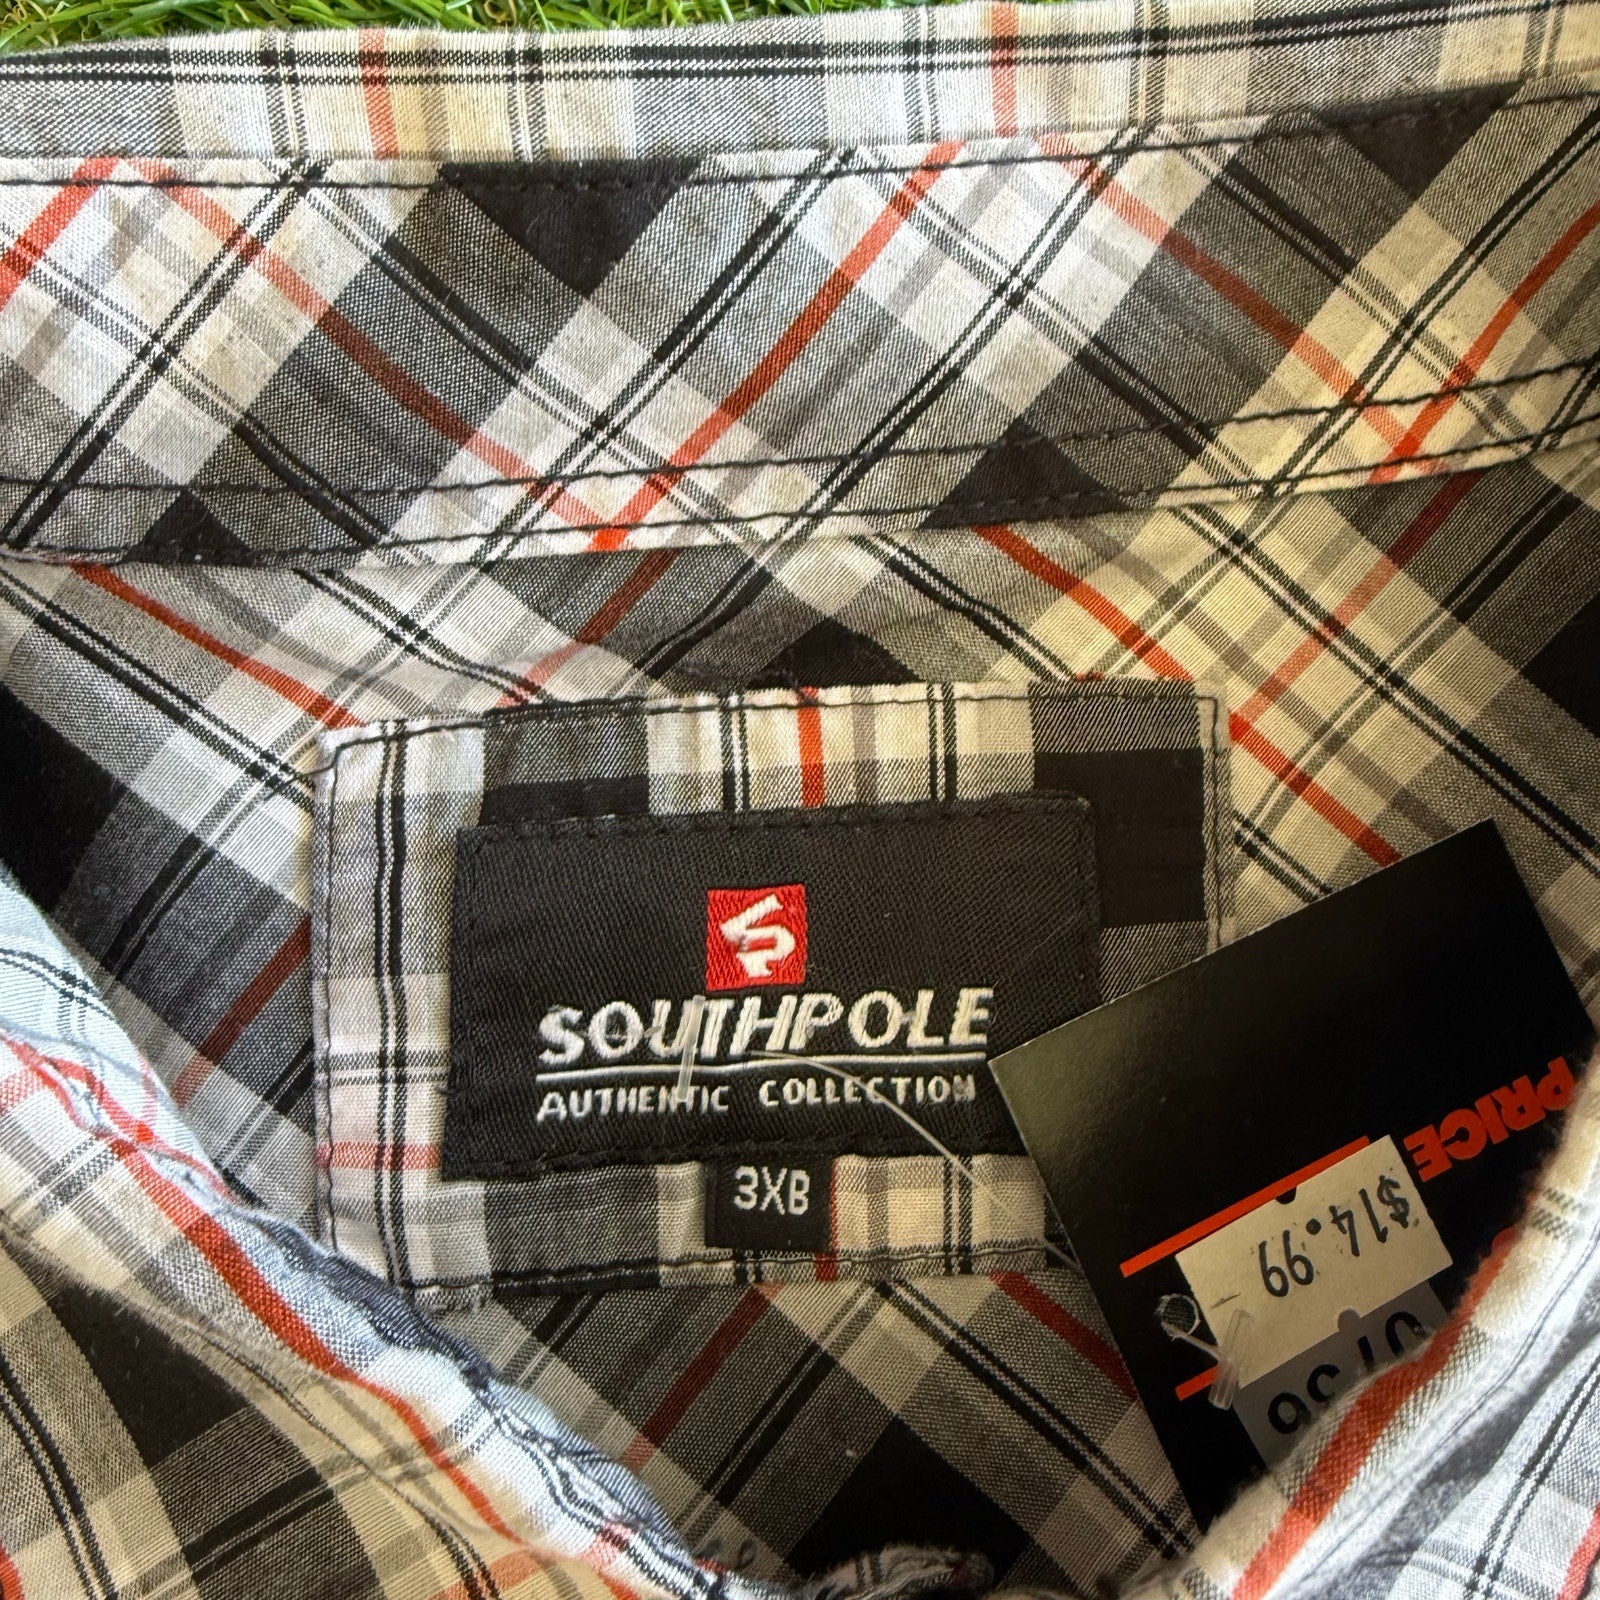 SOUTHPOLE
AUTHENTIC COLLECTION
3XB
PRICE
$14.99